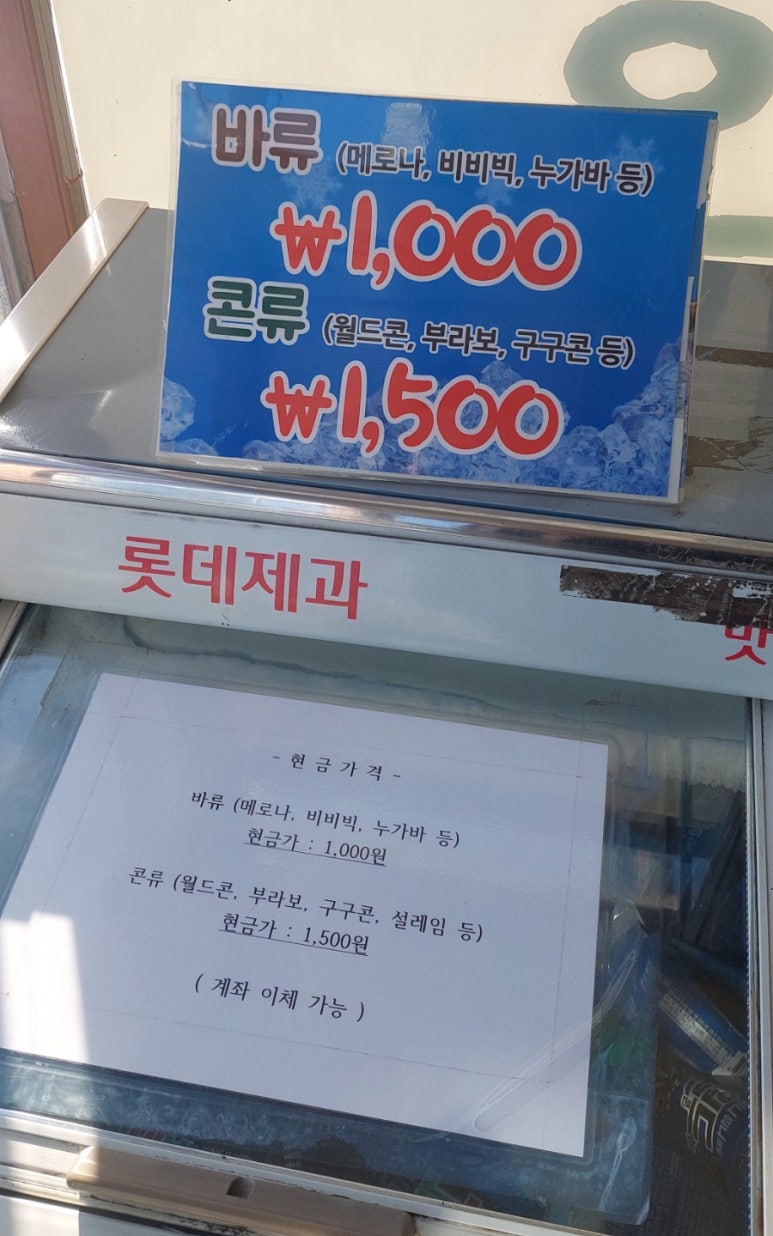 바류 (메로나, 비비빅, 누가바 등)
₩1,000
콘류 (월드콘, 부라보, 구구콘 등)
₩1,500
롯데제과
맛
- 현 금 가 격 -
바류 (메로나, 비비빅, 누가바 등)
현금가 : 1,000원
콘류 (월드콘, 부라보, 구구콘, 설레임 등)
현금가 : 1,500원
( 계좌 이체 가능 )